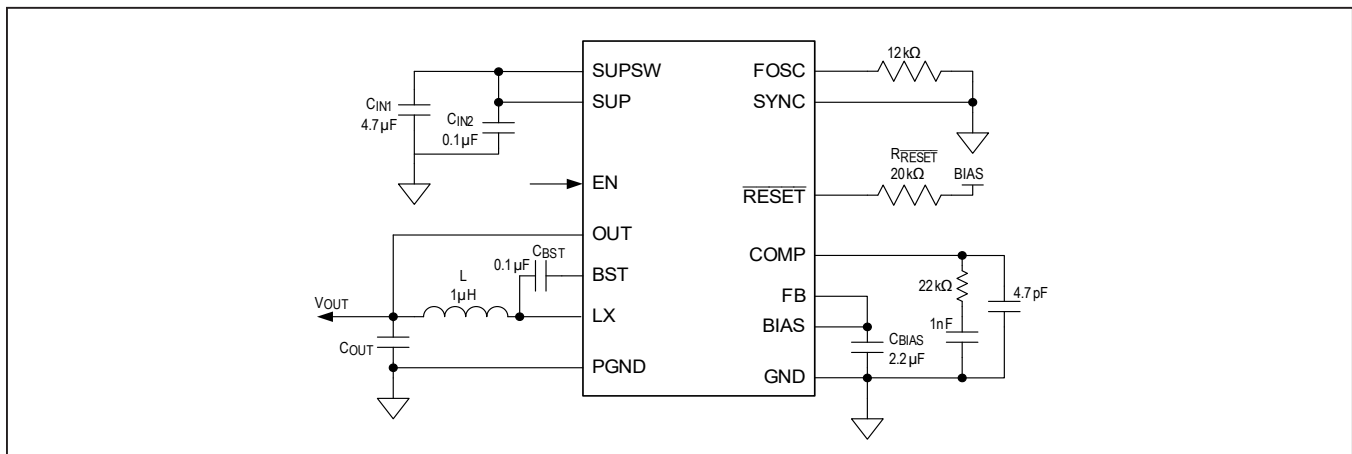 SUPSW
SUP
CIN1
4.7µF
CIN2
0.1µF
EN
OUT
CBST
0.1µF
BST
L
1µH
LX
VOUT
COUT
PGND
12kΩ
FOSC
SYNC
RRESET
20kΩ
BIAS
RESET
COMP
22kΩ
4.7pF
FB
1nF
BIAS
CBIAS
2.2µF
GND